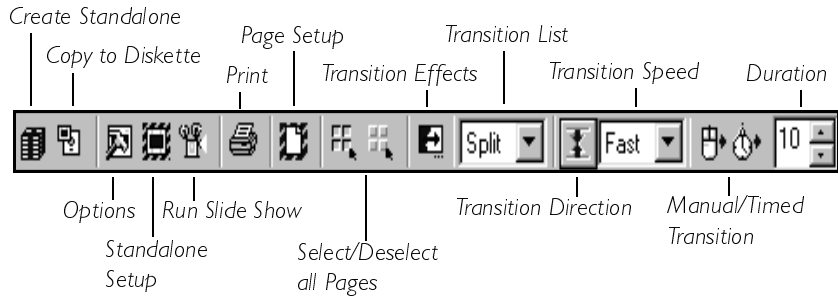 Create Standalone
Copy to Diskette
Print
Page Setup
Transition Effects
Transition List
Transition Speed
Duration
Split
Fast
10
Options
Standalone
Setup
Run Slide Show
Select/Deselect
all Pages
Transition Direction
Manual/Timed
Transition